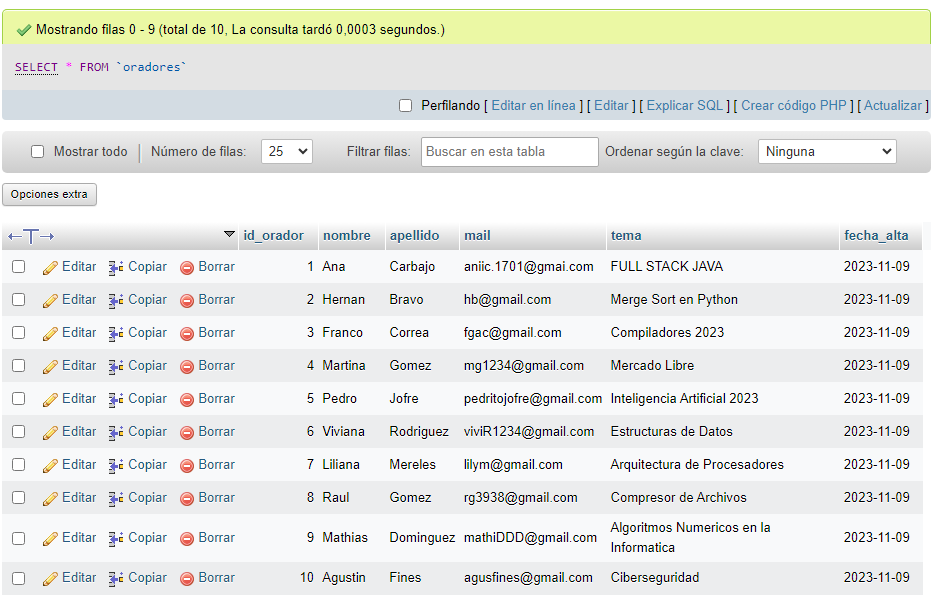 Mostrando filas 0 - 9 (total de 10, La consulta tardó 0,0003 segundos.)
SELECT * FROM `oradores`
Perfilando [ Editar en línea ] [ Editar ] [ Explicar SQL ] [ Crear código PHP ] [ Actualizar ]
Mostrar todo Número de filas: 25 Filtrar filas: Buscar en esta tabla Ordenar según la clave: Ninguna
Opciones extra
←T→ id_orador nombre apellido mail tema fecha_alta
Editar Copiar Borrar 1 Ana Carbajo aniic.1701@gmai.com FULL STACK JAVA 2023-11-09
Editar Copiar Borrar 2 Hernan Bravo hb@gmail.com Merge Sort en Python 2023-11-09
Editar Copiar Borrar 3 Franco Correa fgac@gmail.com Compiladores 2023 2023-11-09
Editar Copiar Borrar 4 Martina Gomez mg1234@gmail.com Mercado Libre 2023-11-09
Editar Copiar Borrar 5 Pedro Jofre pedritojofre@gmail.com Inteligencia Artificial 2023 2023-11-09
Editar Copiar Borrar 6 Viviana Rodriguez viviR1234@gmail.com Estructuras de Datos 2023-11-09
Editar Copiar Borrar 7 Liliana Mereles lilym@gmail.com Arquitectura de Procesadores 2023-11-09
Editar Copiar Borrar 8 Raul Gomez rg3938@gmail.com Compresor de Archivos 2023-11-09
Editar Copiar Borrar 9 Mathias Dominguez mathiDDD@gmail.com Algoritmos Numericos en la
Informatica 2023-11-09
Editar Copiar Borrar 10 Agustin Fines agusfines@gmail.com Ciberseguridad 2023-11-09